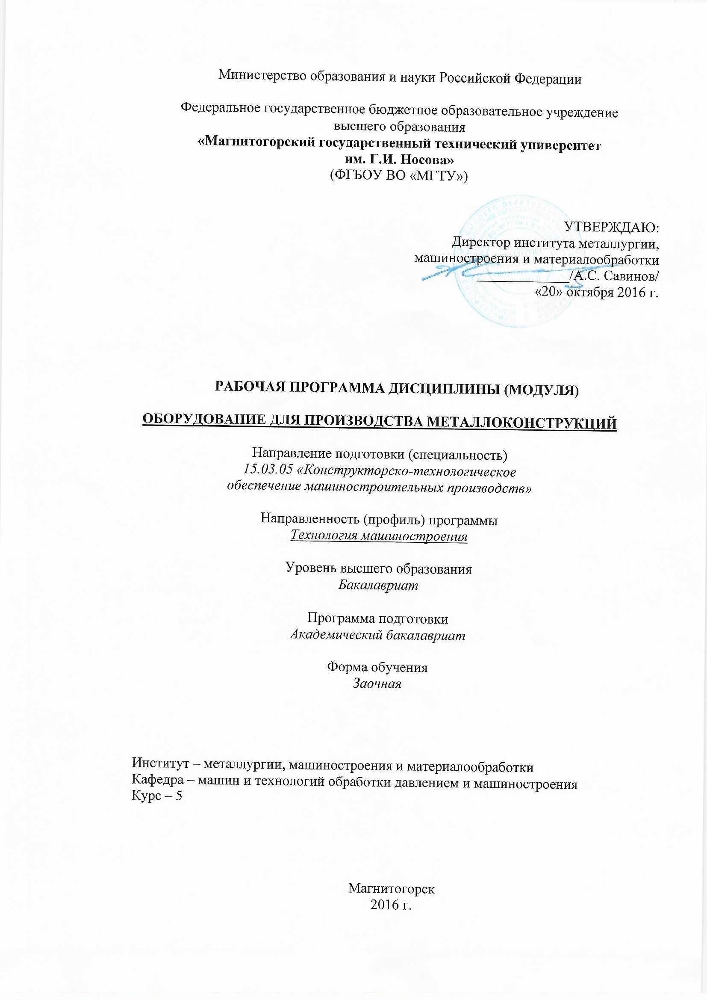 Министерство образования и науки Российской Федерации
Федеральное государственное бюджетное образовательное учреждение
высшего образования
«Магнитогорский государственный технический университет
им. Г.И. Носова»
(ФГБОУ ВО «МГТУ»)
УТВЕРЖДАЮ:
Директор института металлургии,
машиностроения и материалообработки
/А.С. Савинов/
«20» октября 2016 г.
РАБОЧАЯ ПРОГРАММА ДИСЦИПЛИНЫ (МОДУЛЯ)
ОБОРУДОВАНИЕ ДЛЯ ПРОИЗВОДСТВА МЕТАЛЛОКОНСТРУКЦИЙ
Направление подготовки (специальность)
15.03.05 «Конструкторско-технологическое
обеспечение машиностроительных производств»
Направленность (профиль) программы
Технология машиностроения
Уровень высшего образования
Бакалавриат
Программа подготовки
Академический бакалавриат
Форма обучения
Заочная
Институт – металлургии, машиностроения и материалообработки
Кафедра – машин и технологий обработки давлением и машиностроения
Курс – 5
Магнитогорск
2016 г.